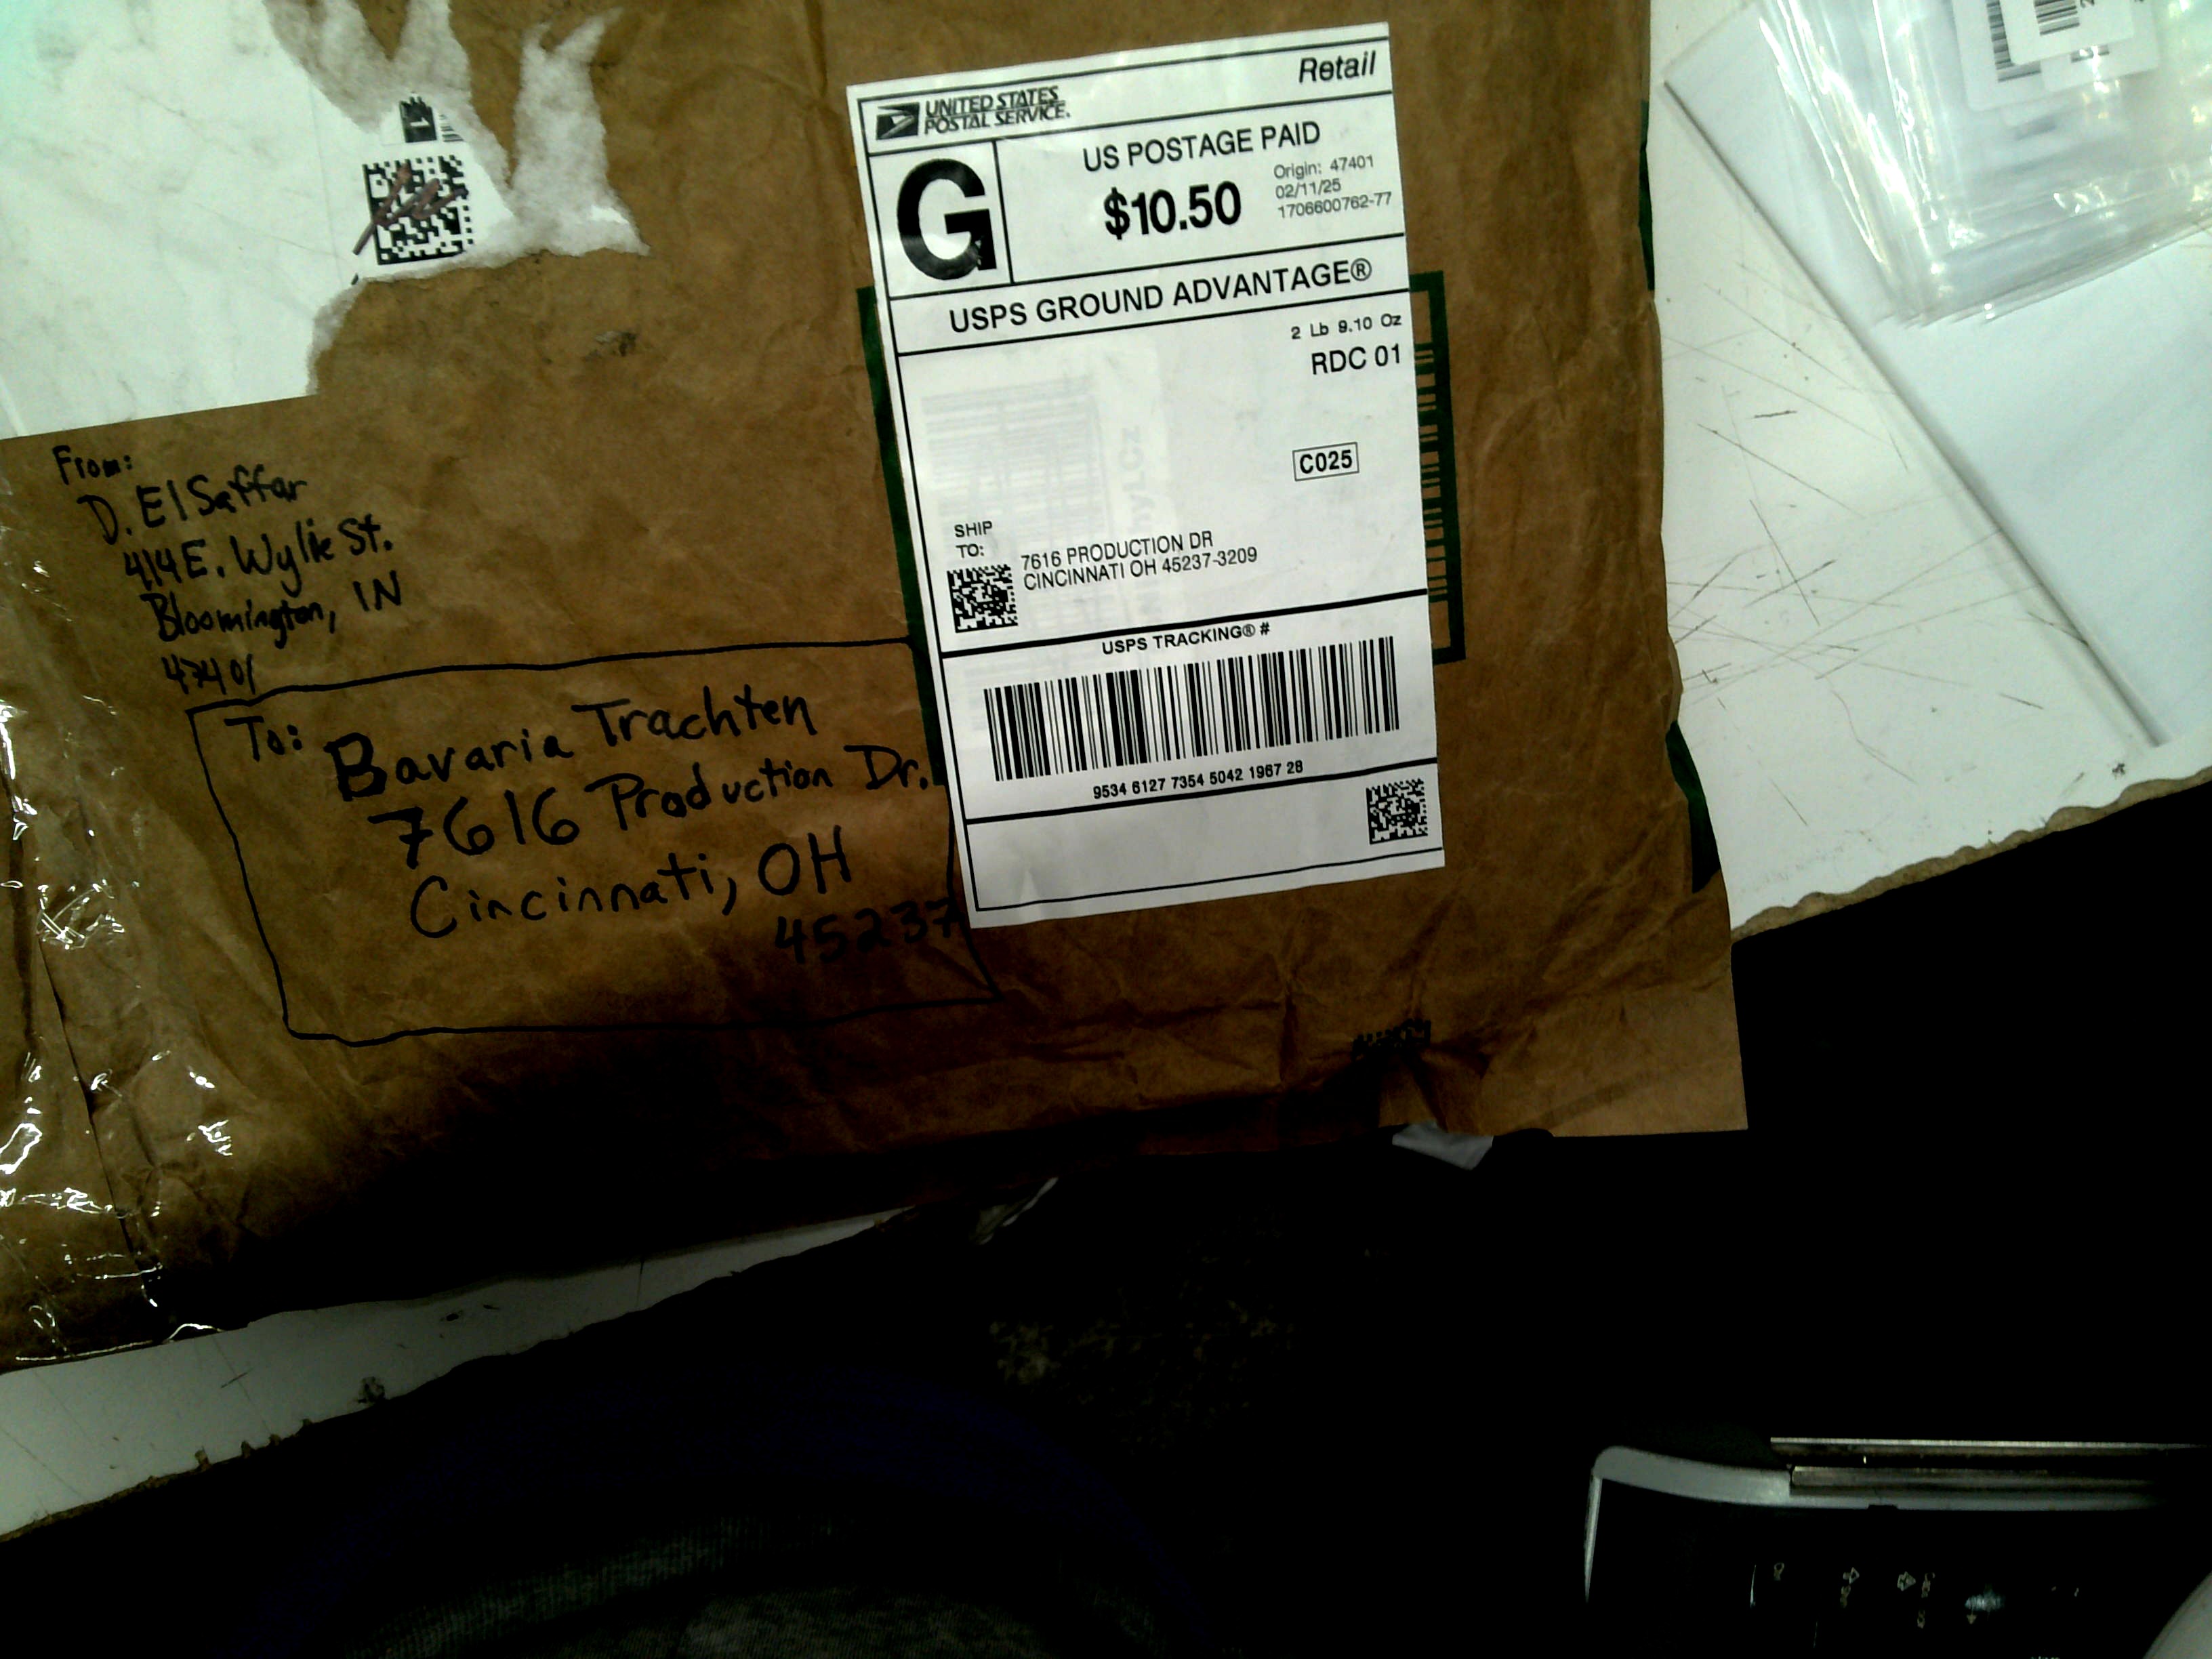 From:
D. El Saffar
414 E. Wylie St.
Bloomington, IN
47401
To:
Bavaria Trachten
7616 Production Dr.
Cincinnati, OH
45237
Retail
UNITED STATES
POSTAL SERVICE.
G
US POSTAGE PAID
$10.50
Origin: 47401
02/11/25
1706600762-77
USPS GROUND ADVANTAGE®
2 Lb 9.10 Oz
RDC 01
C025
SHIP
TO:
7616 PRODUCTION DR
CINCINNATI OH 45237-3209
USPS TRACKING® #
9534 6127 7354 5042 1967 28